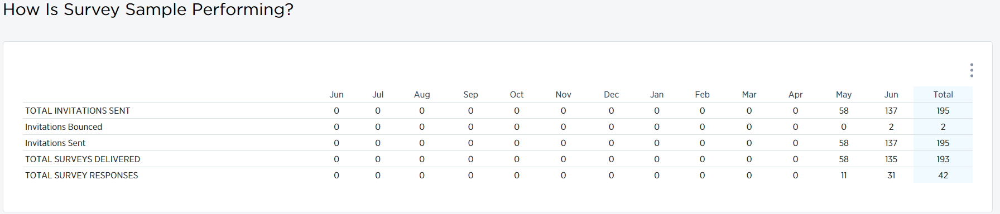 How Is Survey Sample Performing?
Jun Jul Aug Sep Oct Nov Dec Jan Feb Mar Apr May Jun Total
TOTAL INVITATIONS SENT 0 0 0 0 0 0 0 0 0 0 0 58 137 195
Invitations Bounced 0 0 0 0 0 0 0 0 0 0 0 0 2 2
Invitations Sent 0 0 0 0 0 0 0 0 0 0 0 58 137 195
TOTAL SURVEYS DELIVERED 0 0 0 0 0 0 0 0 0 0 0 58 135 193
TOTAL SURVEY RESPONSES 0 0 0 0 0 0 0 0 0 0 0 11 31 42